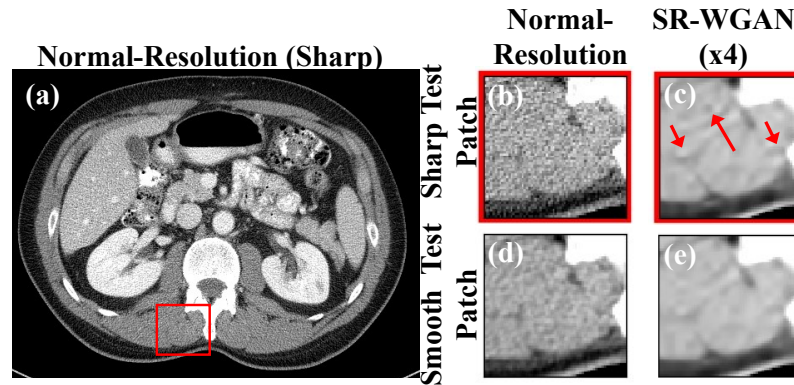 Normal-Resolution (Sharp)
Normal-
Resolution
SR-WGAN
(x4)
(a)
Sharp Test
Patch
(b)
(c)
Smooth Test
Patch
(d)
(e)